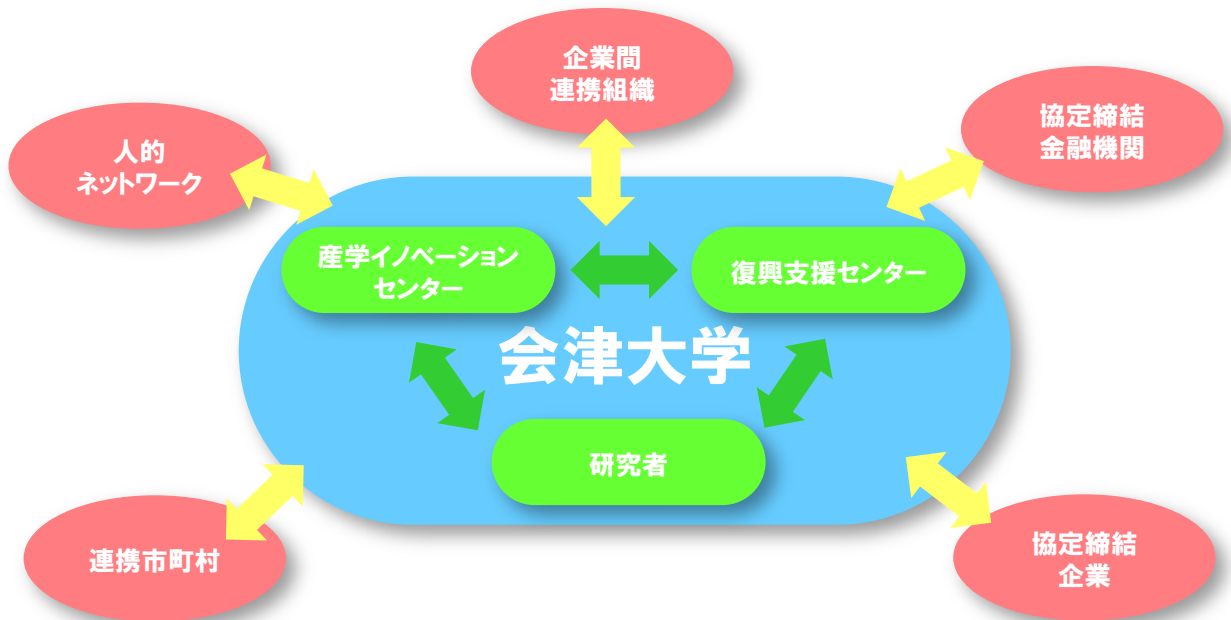 企業間
連携組織
協定締結
金融機関
人的
ネットワーク
産学イノベーション
センター
復興支援センター
会津大学
研究者
連携市町村
協定締結
企業